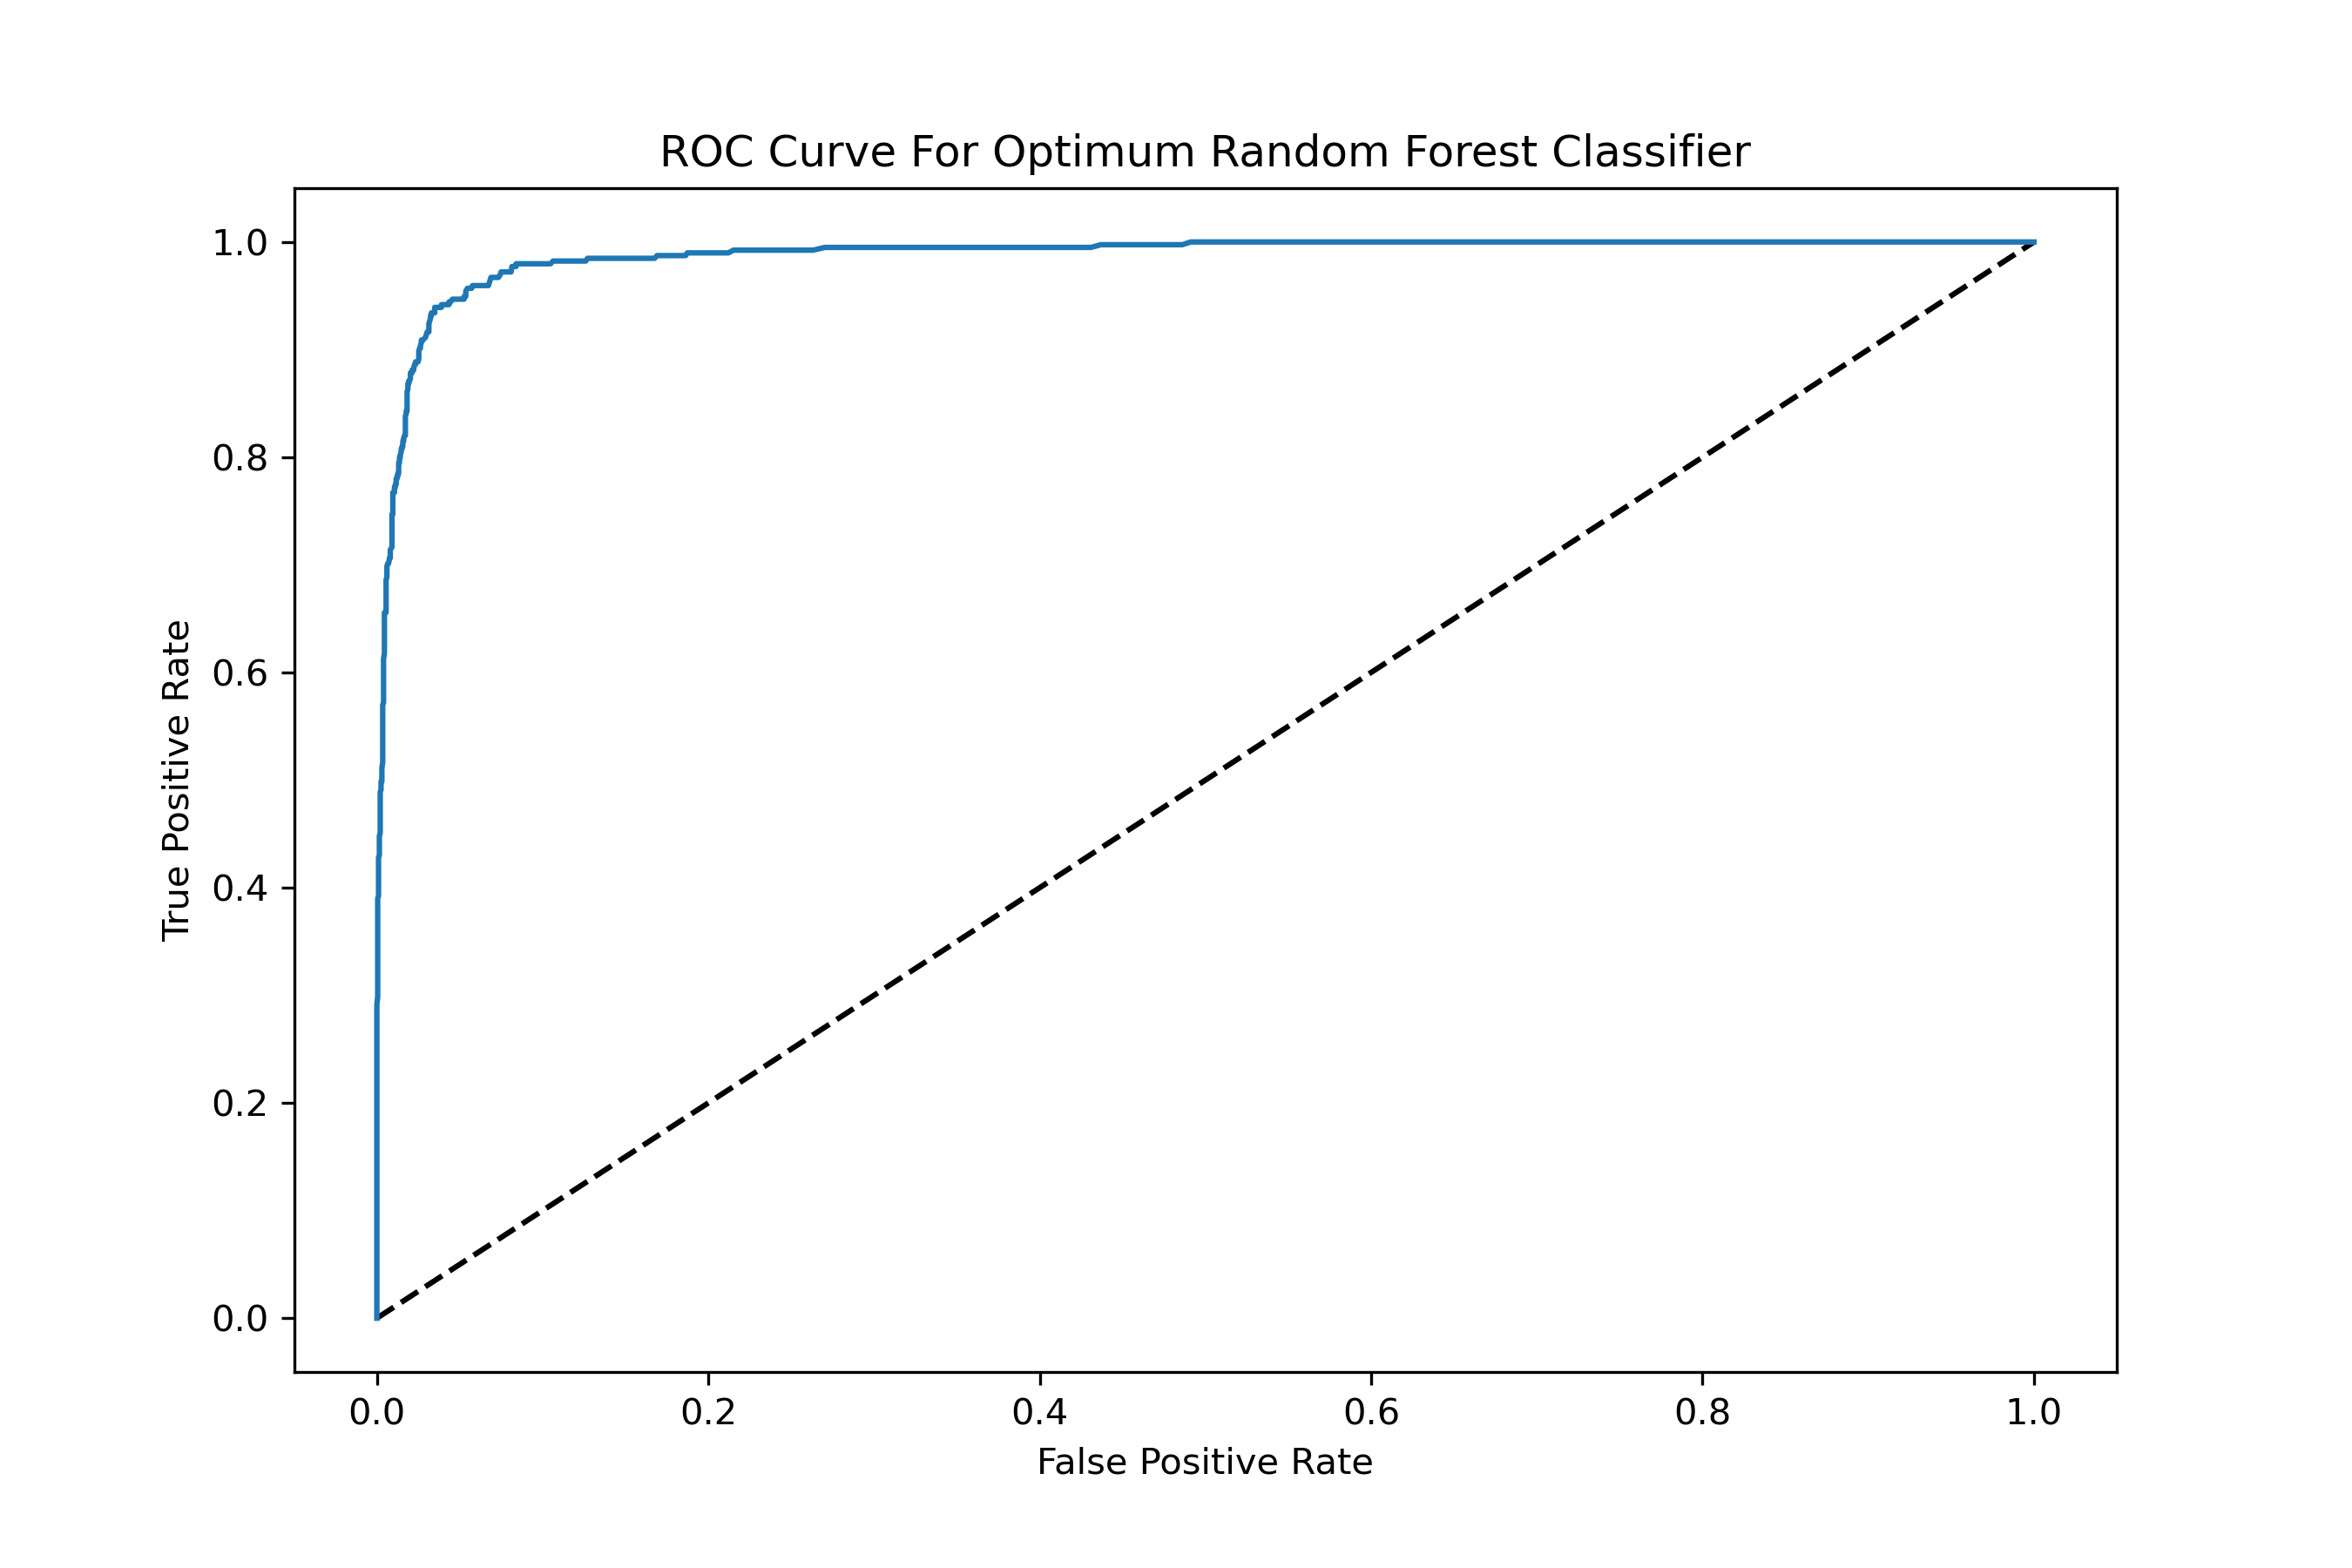 ROC Curve For Optimum Random Forest Classifier
True Positive Rate
1.0
0.8
0.6
0.4
0.2
0.0
0.0 0.2 0.4 0.6 0.8 1.0
False Positive Rate